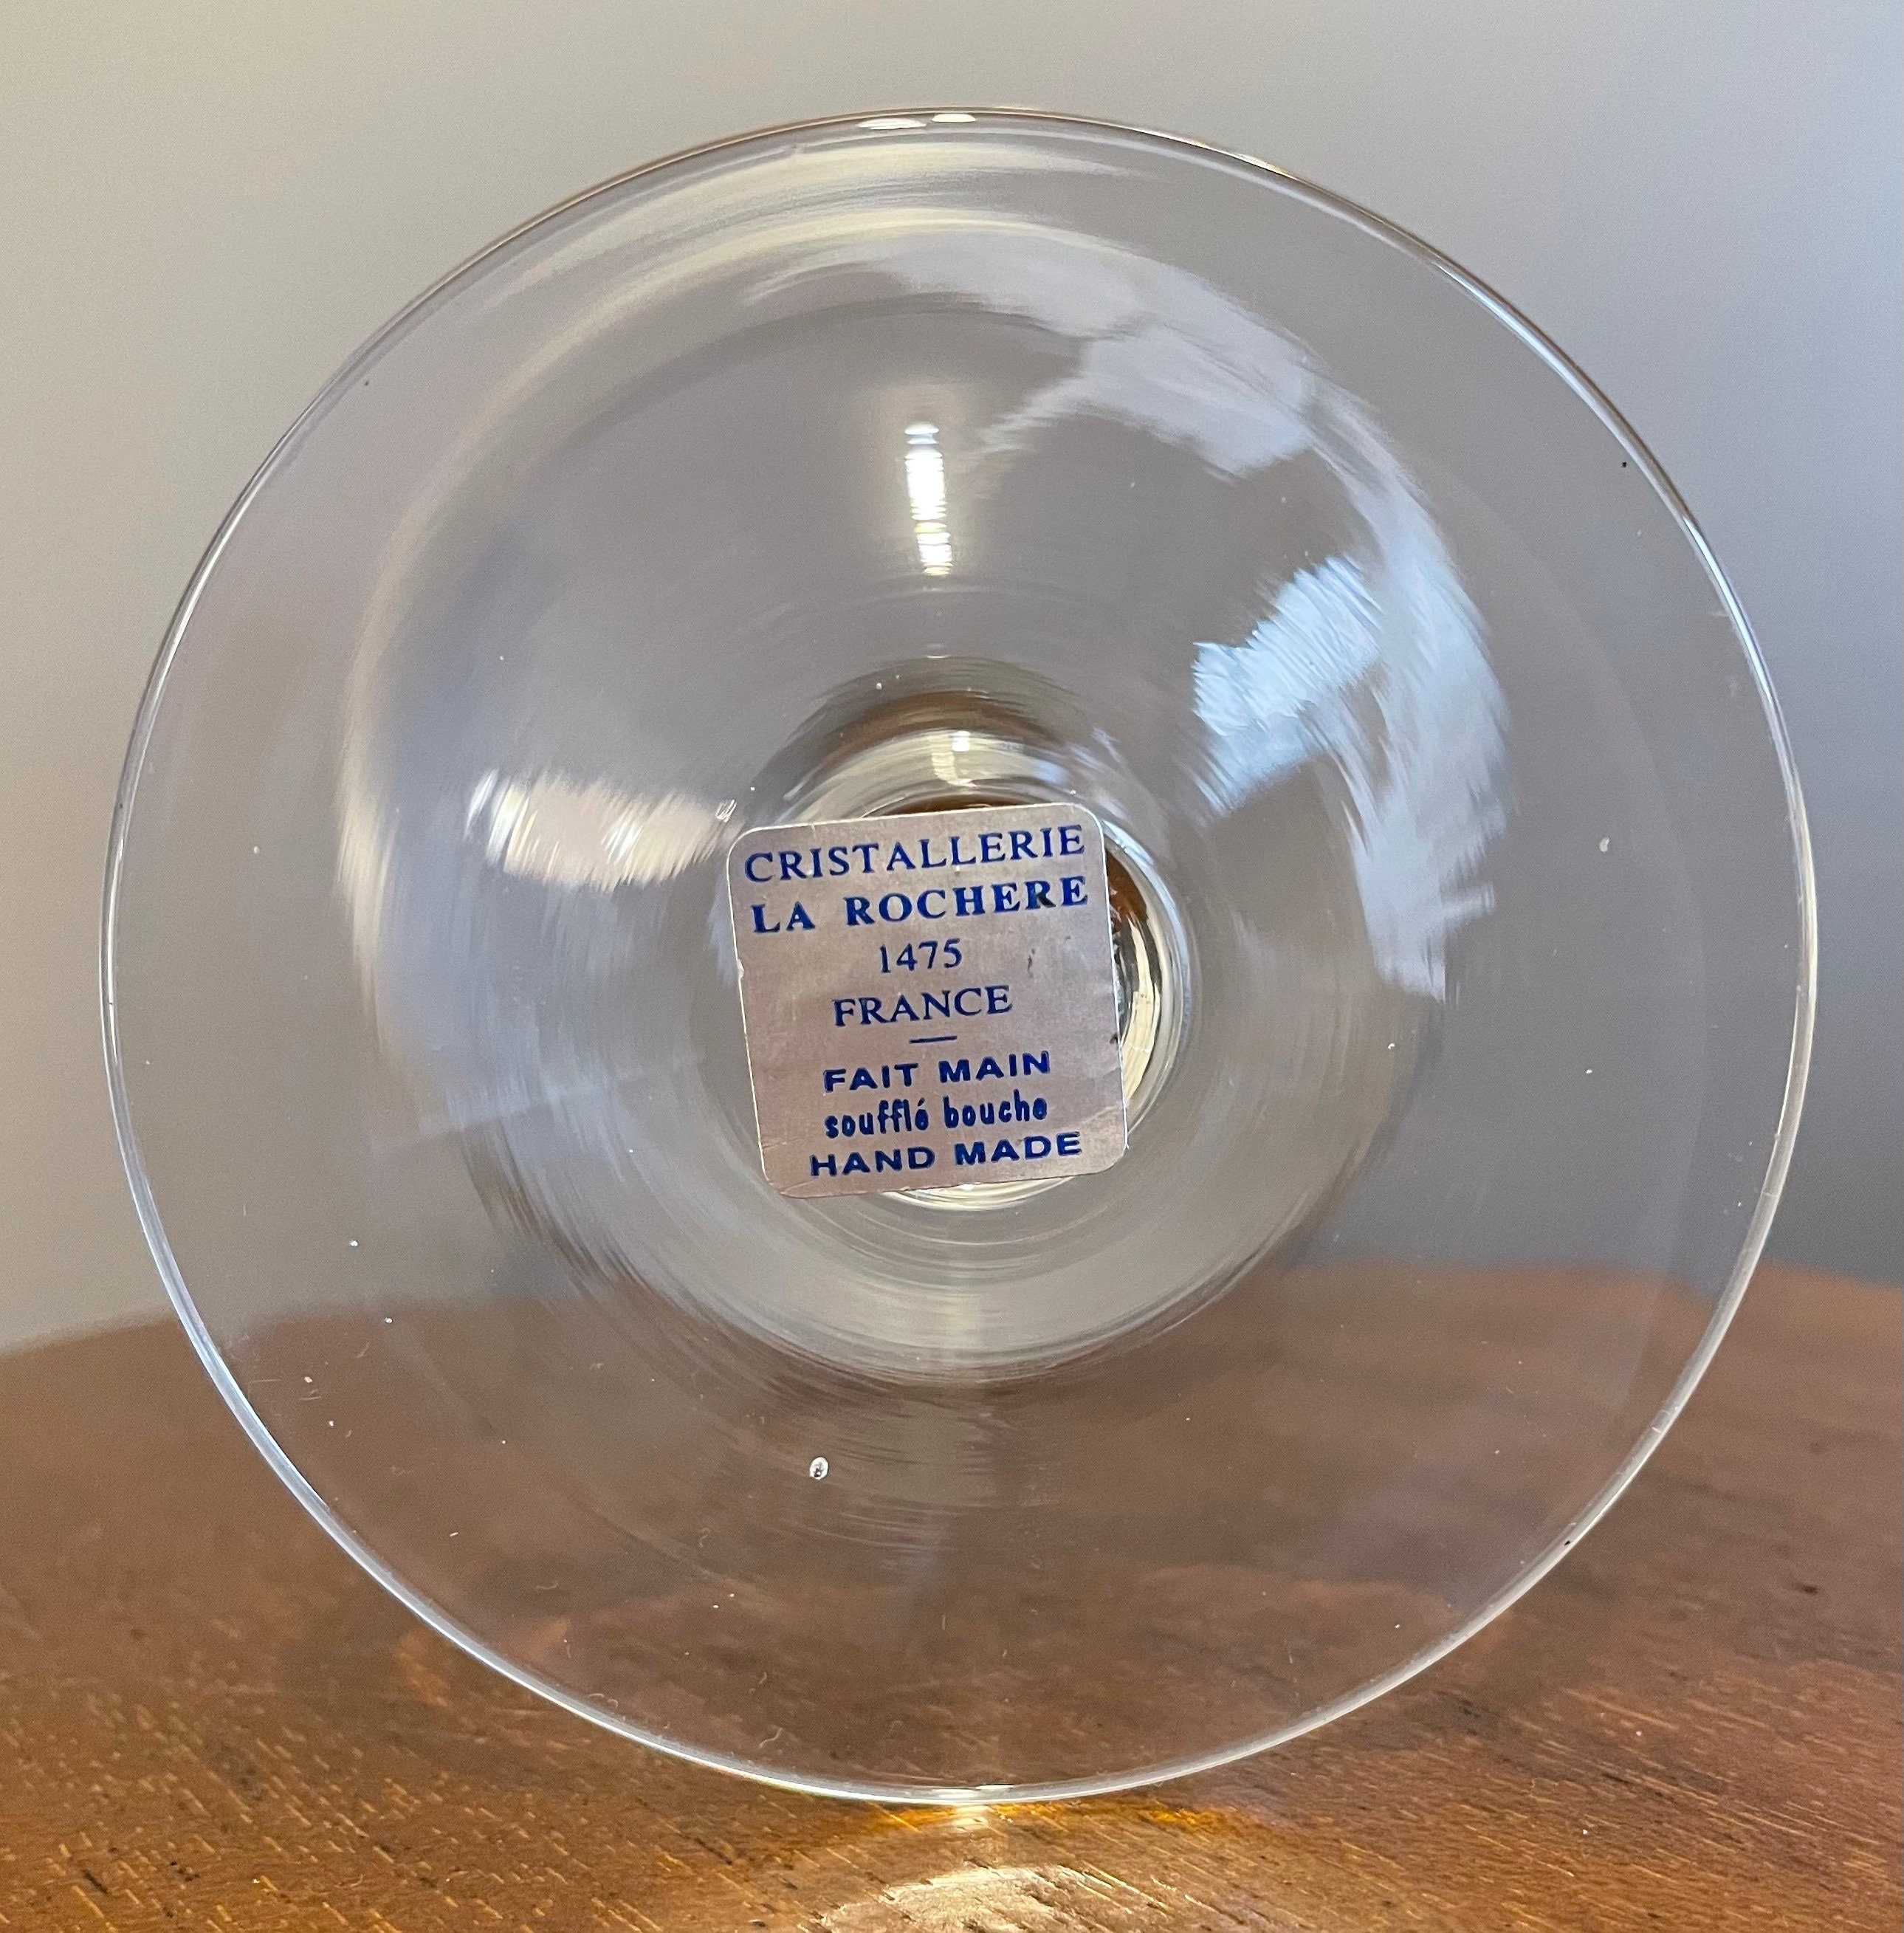 CRISTALLERIE
LA ROCHERE
1475
FRANCE
FAIT MAIN
soufflé bouche
HAND MADE